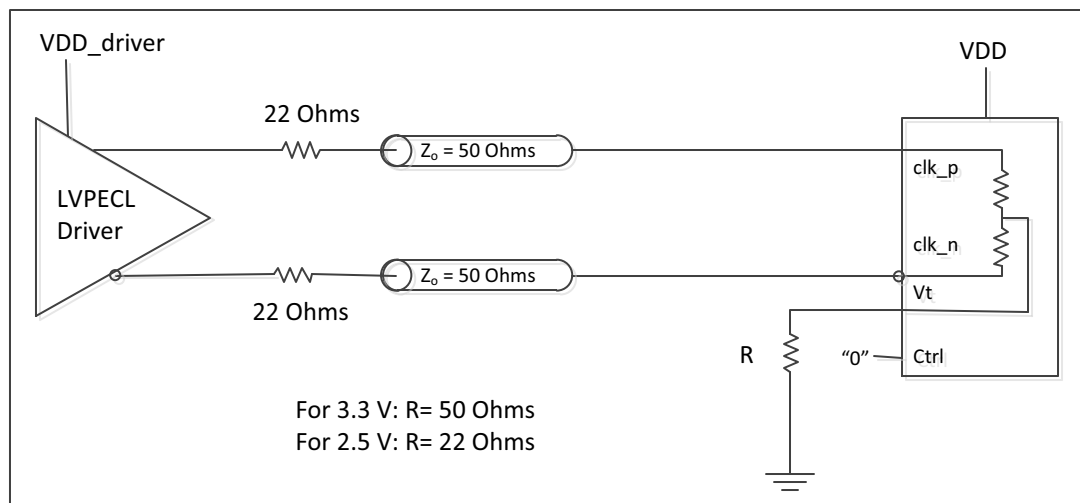 VDD_driver
VDD
22 Ohms
Zₒ = 50 Ohms
clk_p
LVPECL
Driver
clk_n
Zₒ = 50 Ohms
Vt
22 Ohms
R
“0”
Ctrl
For 3.3 V: R= 50 Ohms
For 2.5 V: R= 22 Ohms